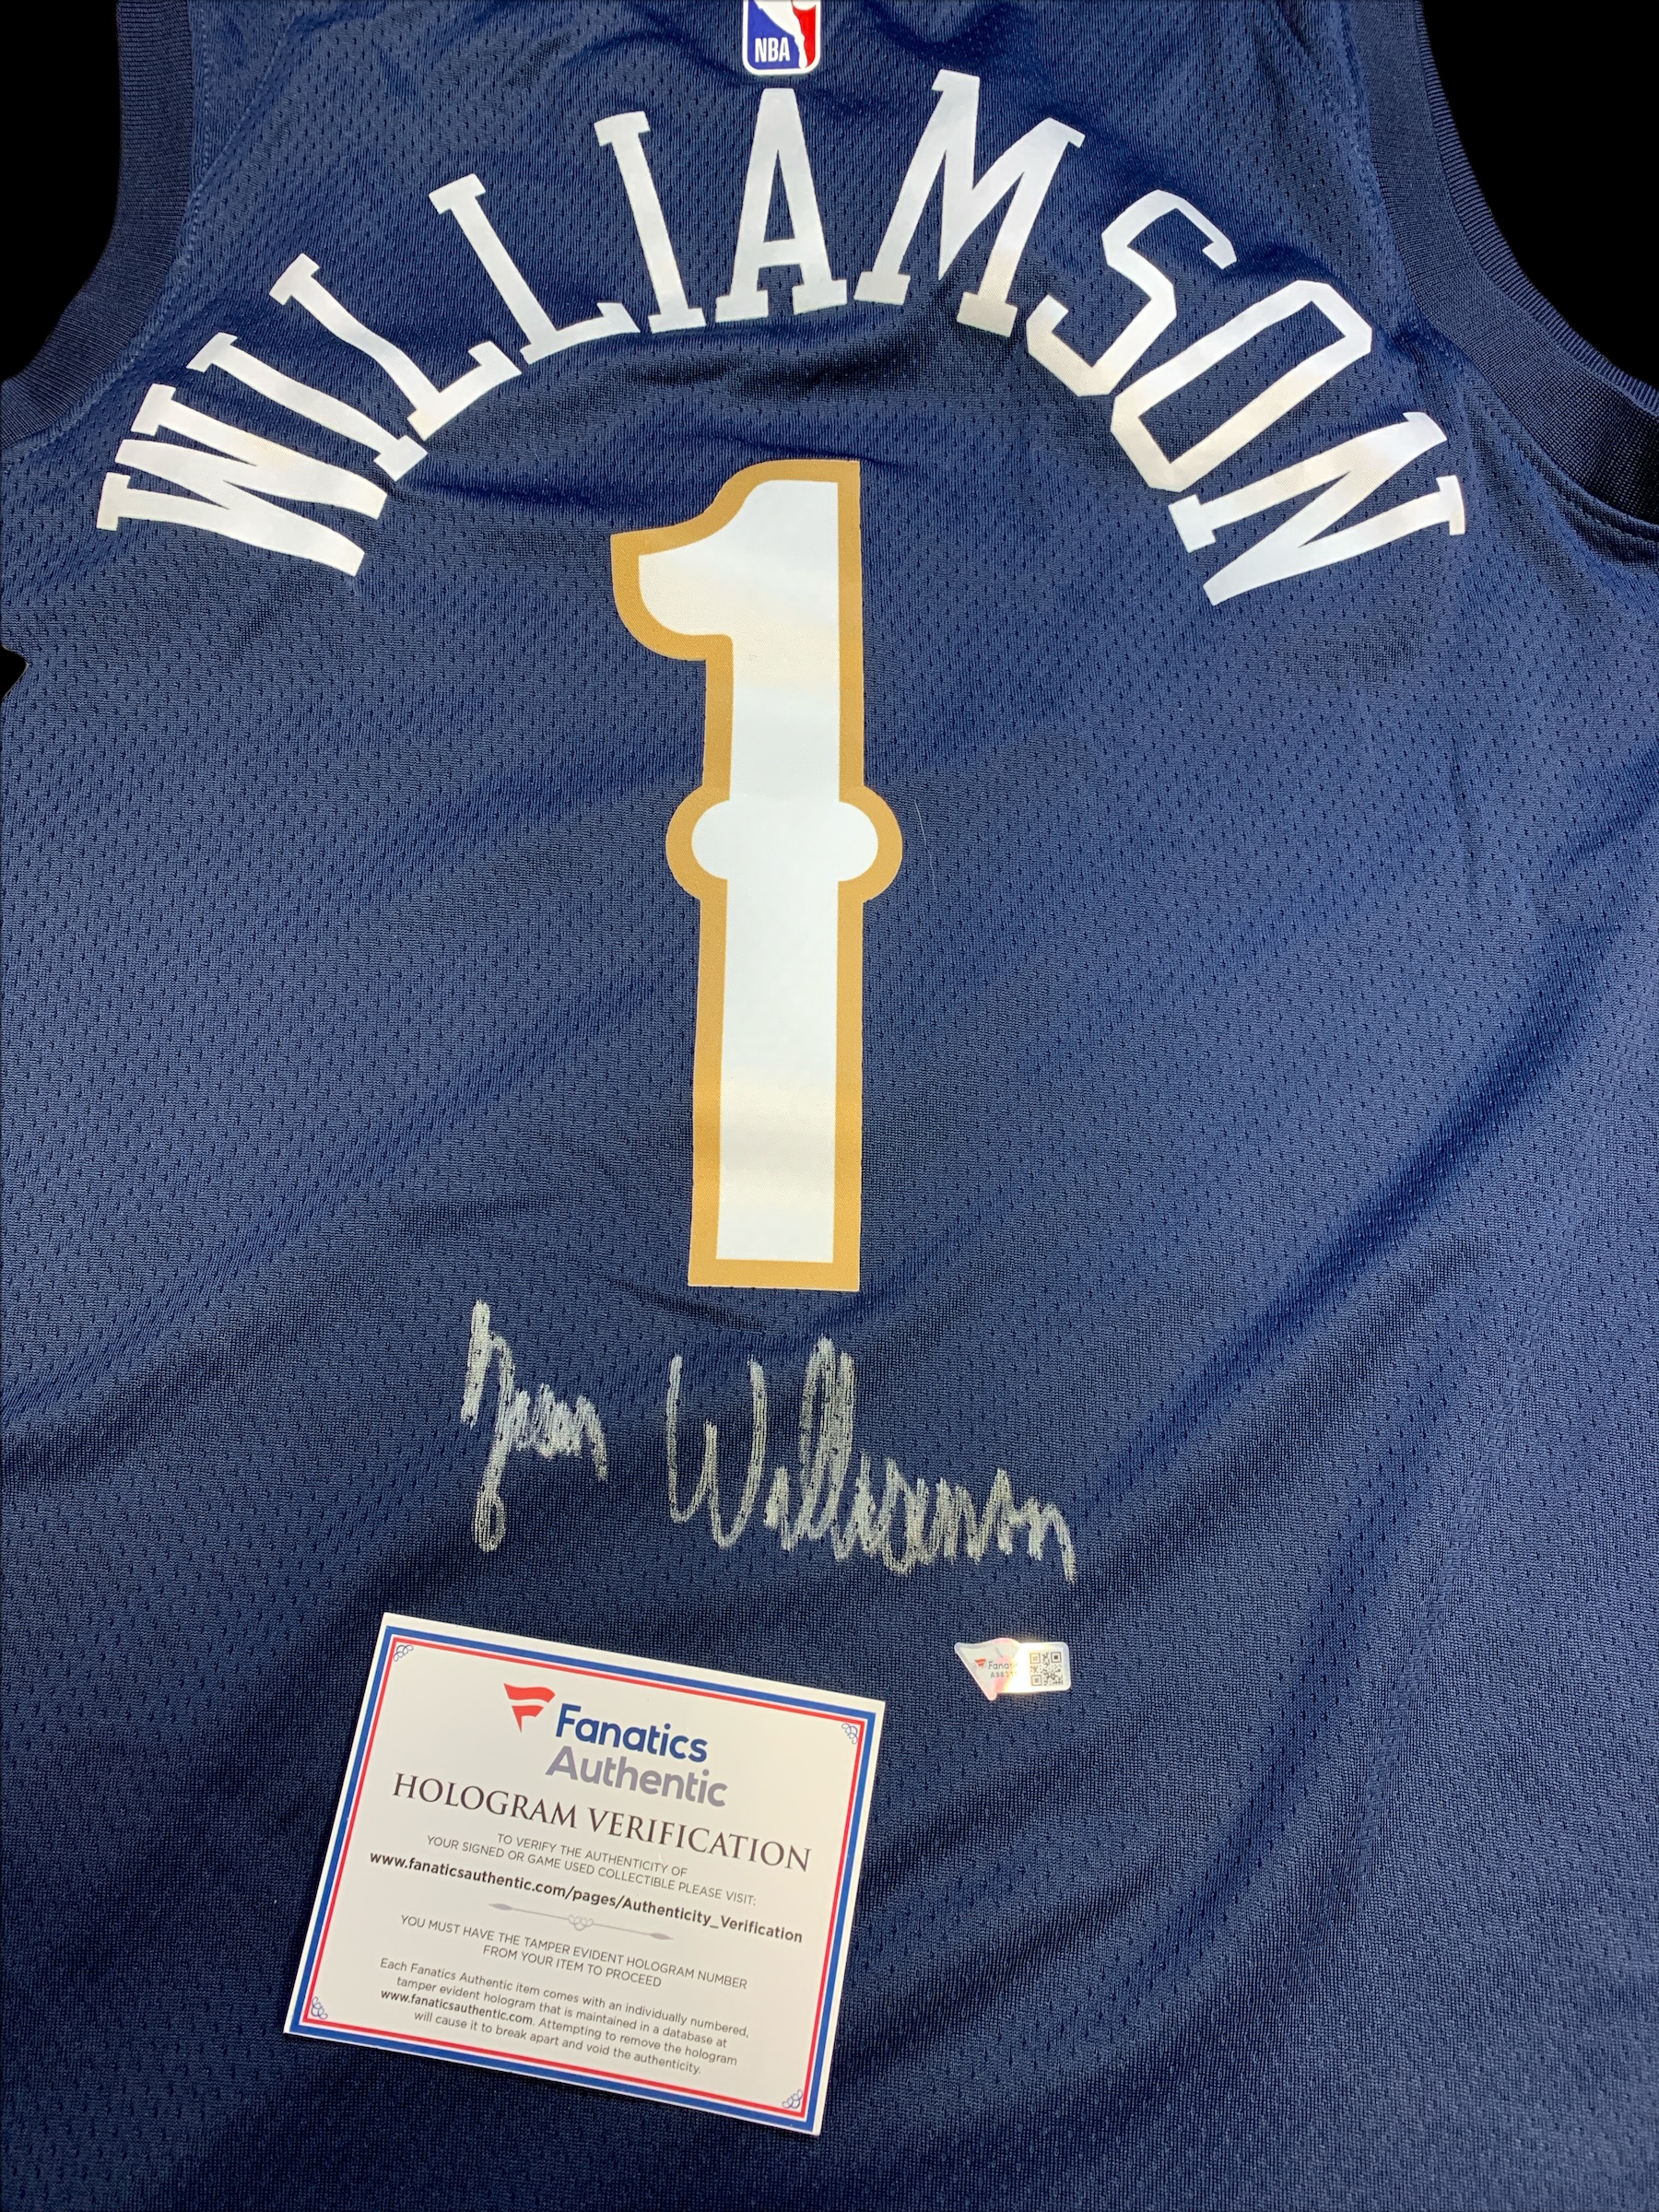 NBA
WILLIAMSON
1
Zion Williamson
Fanatics
Authentic
HOLOGRAM VERIFICATION
TO VERIFY THE AUTHENTICITY OF
YOUR SIGNED OR GAME USED COLLECTIBLE PLEASE VISIT:
www.fanaticsauthentic.com/pages/Authenticity_Verification
YOU MUST HAVE THE TAMPER EVIDENT HOLOGRAM NUMBER
FROM YOUR ITEM TO PROCEED
Each Fanatics Authentic item comes with an individually numbered,
tamper evident hologram that is maintained in a database at
www.fanaticsauthentic.com. Attempting to remove the hologram
will cause it to break apart and void the authenticity.